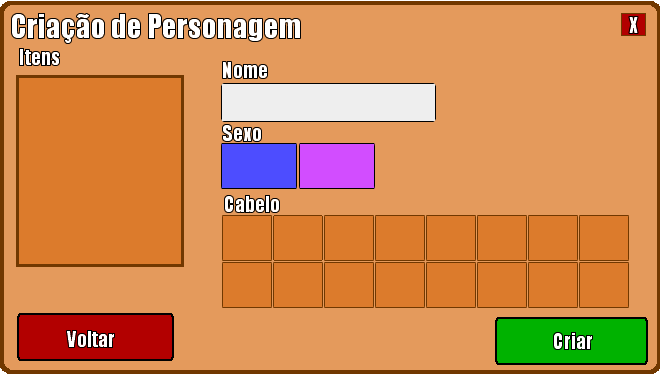 Criação de Personagem
X
Itens
Nome
Sexo
Cabelo
Voltar
Criar